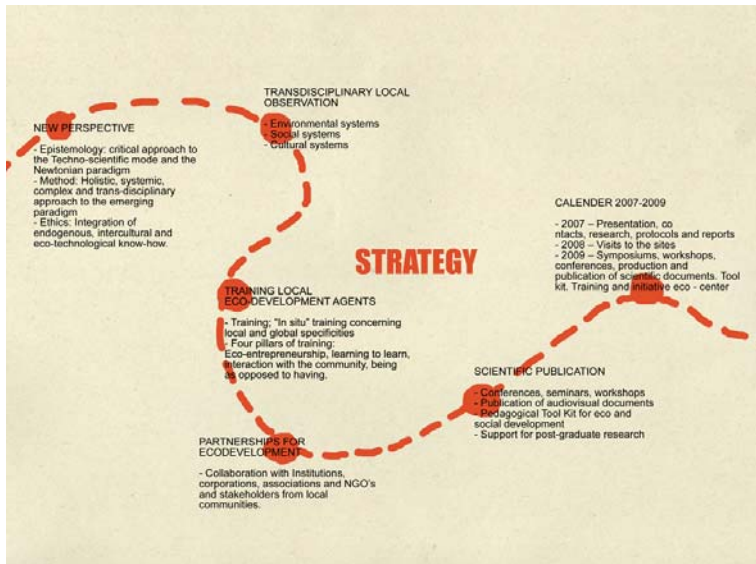 NEW PERSPECTIVE
- Epistemology: critical approach to
the Techno-scientific mode and the
Newtonian paradigm
- Method: Holistic, systemic,
complex and trans-disciplinary
approach to the emerging
paradigm
- Ethics: Integration of
endogenous, intercultural and
eco-technological know-how.
TRANSDISCIPLINARY LOCAL
OBSERVATION
- Environmental systems
- Social systems
- Cultural systems
STRATEGY
TRAINING LOCAL
ECO-DEVELOPMENT AGENTS
- Training; "In situ" training concerning
local and global specificities
- Four pillars of training:
Eco-entrepreneurship, learning to learn,
interaction with the community, being
as opposed to having.
PARTNERSHIPS FOR
ECODEVELOPMENT
- Collaboration with Institutions,
corporations, associations and NGO's
and stakeholders from local
communities.
SCIENTIFIC PUBLICATION
- Conferences, seminars, workshops
- Publication of audiovisual documents
- Pedagogical Tool Kit for eco and
social development
- Support for post-graduate research
CALENDER 2007-2009
- 2007 – Presentation, co
ntacts, research, protocols and reports
- 2008 – Visits to the sites
- 2009 – Symposiums, workshops,
conferences, production and
publication of scientific documents. Tool
kit. Training and initiative eco - center